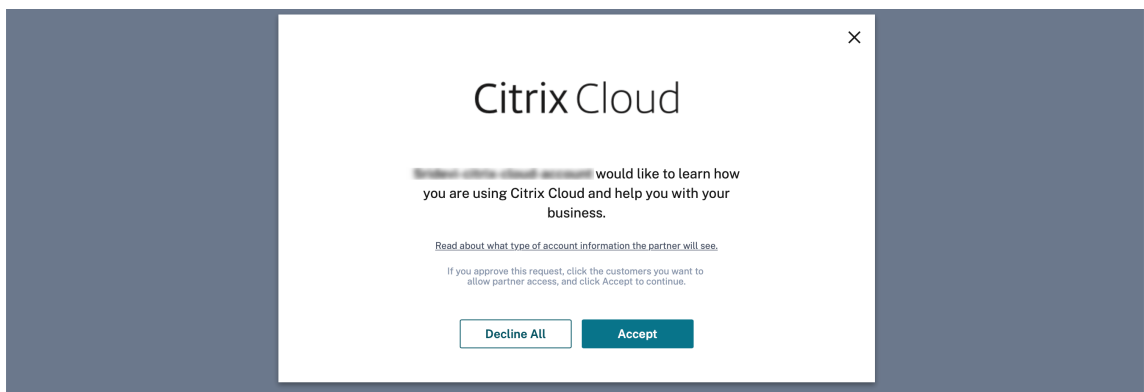 Citrix Cloud
would like to learn how
you are using Citrix Cloud and help you with your
business.
Read about what type of account information the partner will see.
If you approve this request, click the customers you want to
allow partner access, and click Accept to continue.
Decline All
Accept